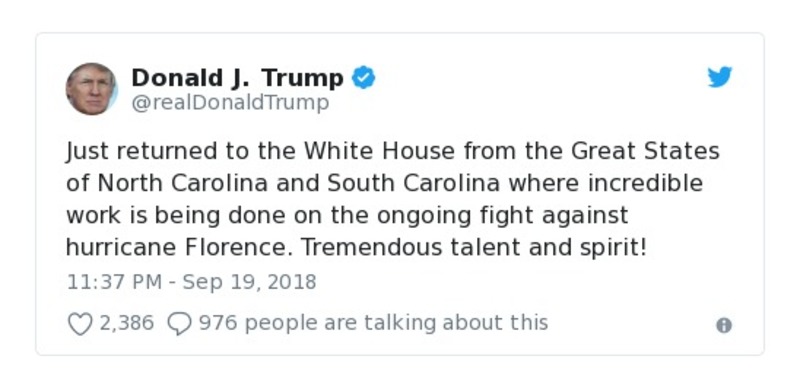 Donald J. Trump
@realDonaldTrump
Just returned to the White House from the Great States
of North Carolina and South Carolina where incredible
work is being done on the ongoing fight against
hurricane Florence. Tremendous talent and spirit!
11:37 PM - Sep 19, 2018
2,386 976 people are talking about this